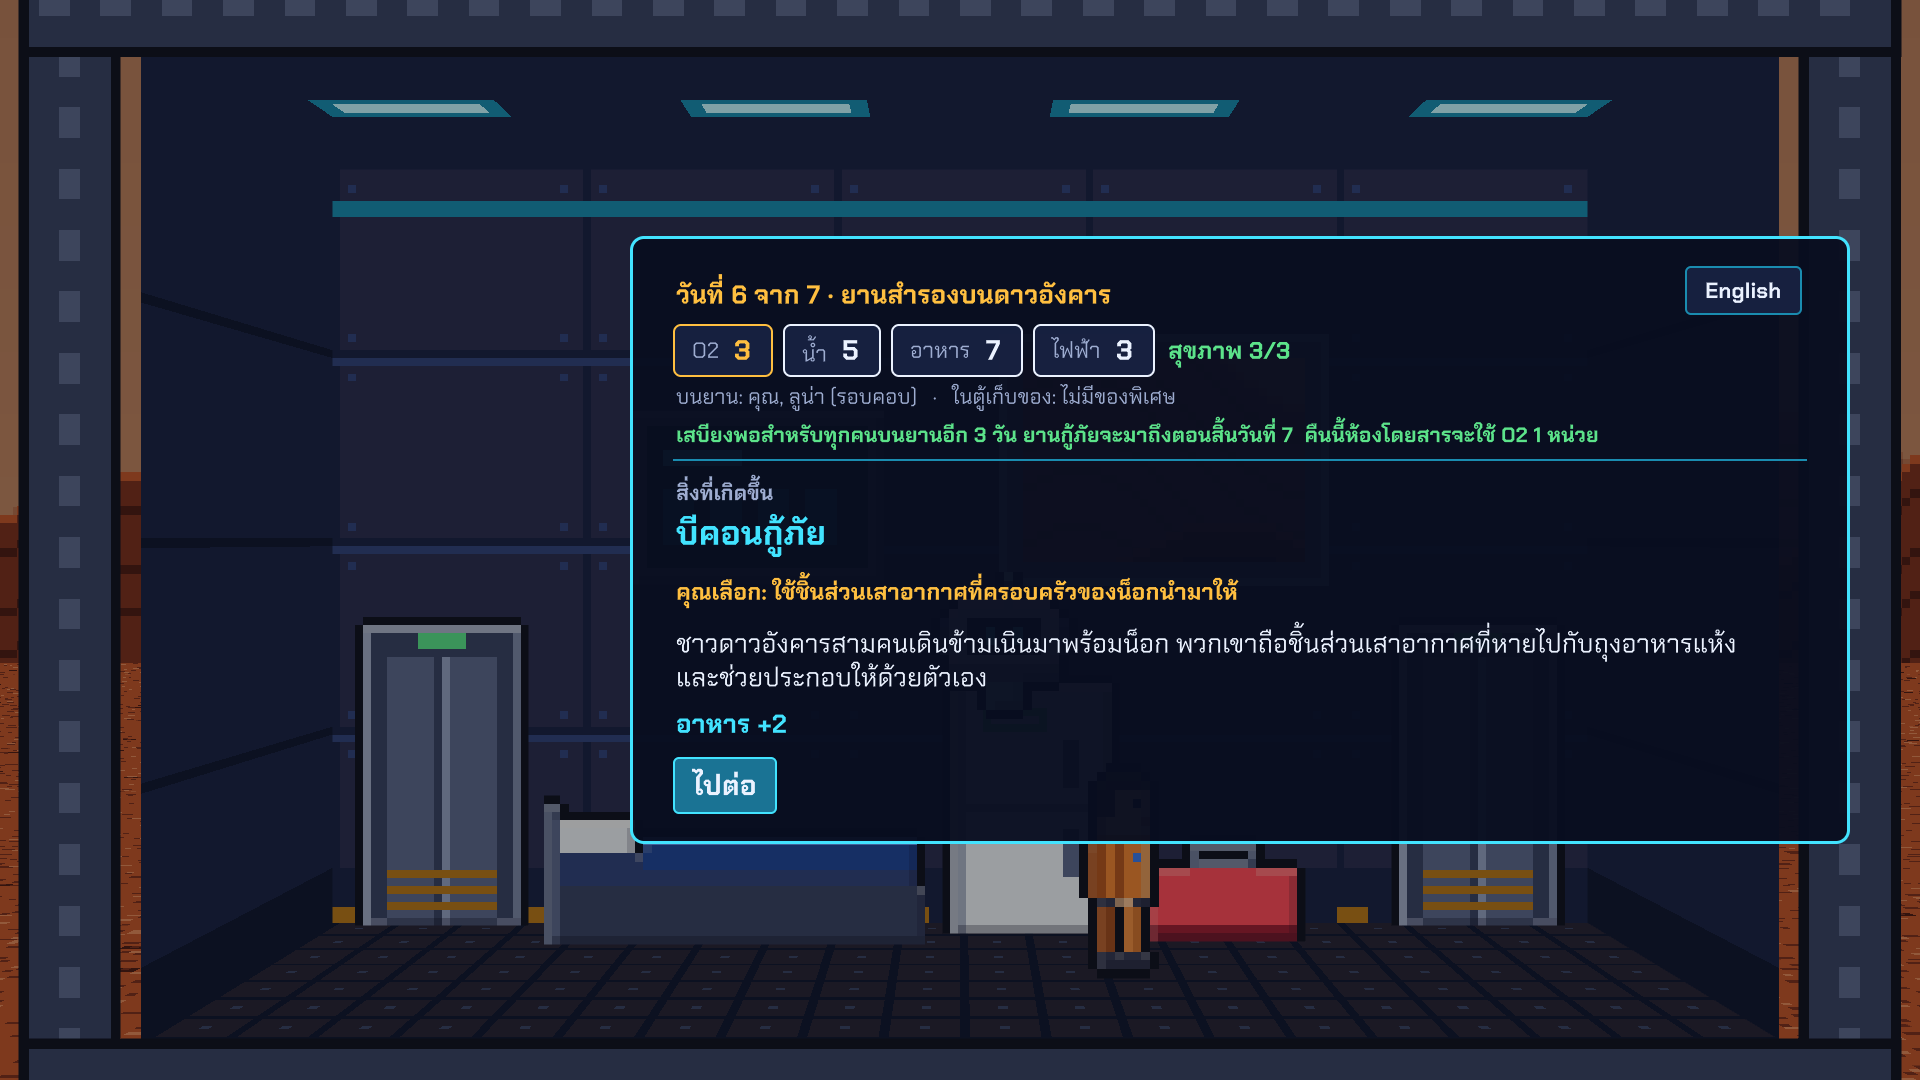 วันที่ 6 จาก 7 · ยานสำรองบนดาวอังคาร
English
O2 3 น้ำ 5 อาหาร 7 ไฟฟ้า 3 สุขภาพ 3/3
บนยาน: คุณ, ลูน่า (รอบคอบ) · ในตู้เก็บของ: ไม่มีของพิเศษ
เสบียงพอสำหรับทุกคนบนยานอีก 3 วัน ยานกู้ภัยจะมาถึงตอนสิ้นวันที่ 7 คืนนี้ห้องโดยสารจะใช้ O2 1 หน่วย
สิ่งที่เกิดขึ้น
บีคอนกู้ภัย
คุณเลือก: ใช้ชิ้นส่วนเสาอากาศที่ครอบครัวของน็อกนำมาให้
ชาวดาวอังคารสามคนเดินข้ามเนินมาพร้อมน็อก พวกเขาถือชิ้นส่วนเสาอากาศที่หายไปกับถุงอาหารแห้ง
และช่วยประกอบให้ด้วยตัวเอง
อาหาร +2
ไปต่อ